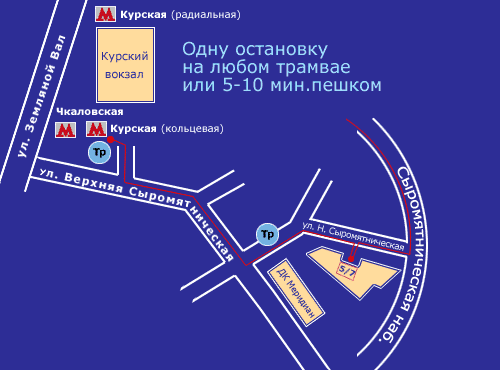 М Курская (радиальная)
Курский
вокзал
Одну остановку
на любом трамвае
или 5-10 мин.пешком
ул. Земляной Вал
Чкаловская
М М Курская (кольцевая)
Тр
ул. Верхняя Сыромятническая
Тр
ул. Н. Сыромятническая
Сыромятническая наб.
5/7
ДК Меридиан